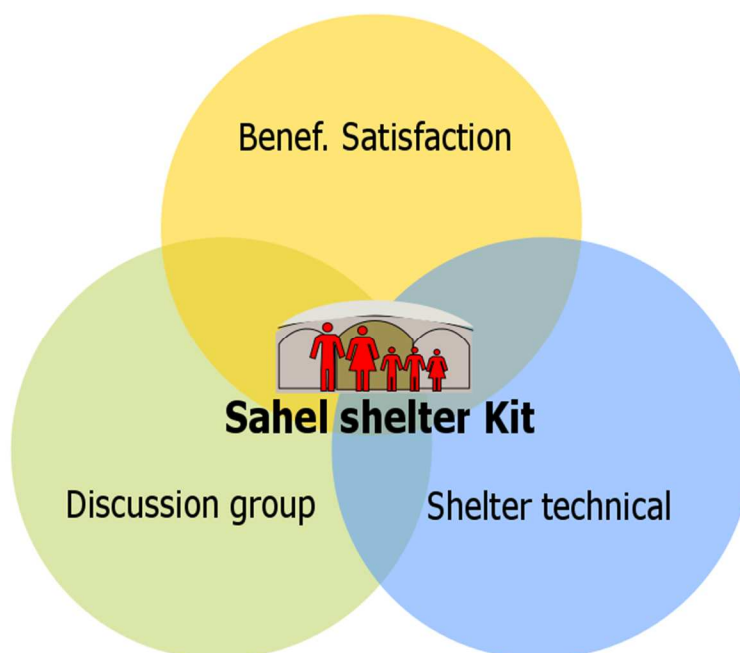 Benef. Satisfaction
Sahel shelter Kit
Discussion group
Shelter technical